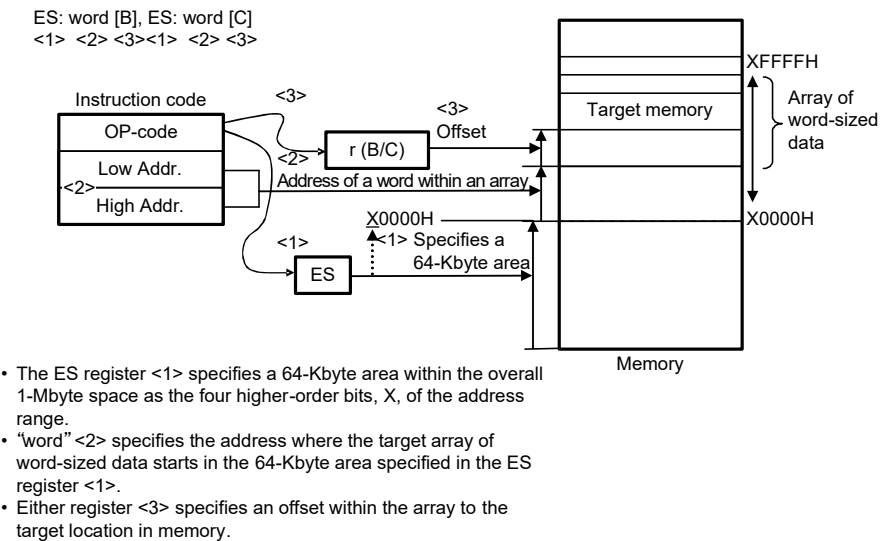 ES: word [B], ES: word [C]
<1> <2> <3><1> <2> <3>
XFFFFH
Instruction code
<3>
<3>
Array of
word-sized
data
OP-code
Offset
Target memory
r (B/C)
<2>
Low Addr.
<2>
Address of a word within an array
High Addr.
X0000H
X0000H
<1>
<1> Specifies a
64-Kbyte area
ES
Memory
• The ES register <1> specifies a 64-Kbyte area within the overall
1-Mbyte space as the four higher-order bits, X, of the address
range.
• “word” <2> specifies the address where the target array of
word-sized data starts in the 64-Kbyte area specified in the ES
register <1>.
• Either register <3> specifies an offset within the array to the
target location in memory.